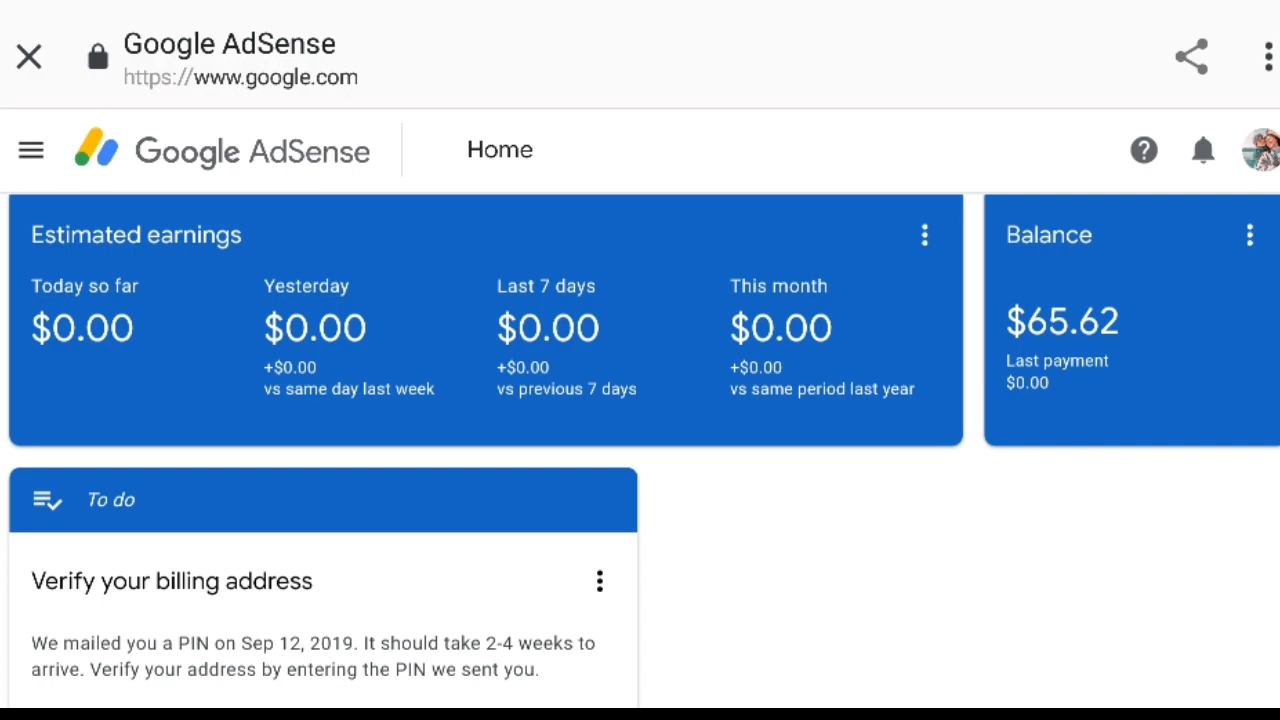 Google AdSense
https://www.google.com
Google AdSense
Home
Estimated earnings
Today so far
$0.00
Yesterday
$0.00
+$0.00
vs same day last week
Last 7 days
$0.00
+$0.00
vs previous 7 days
This month
$0.00
+$0.00
vs same period last year
Balance
$65.62
Last payment
$0.00
To do
Verify your billing address
We mailed you a PIN on Sep 12, 2019. It should take 2-4 weeks to
arrive. Verify your address by entering the PIN we sent you.